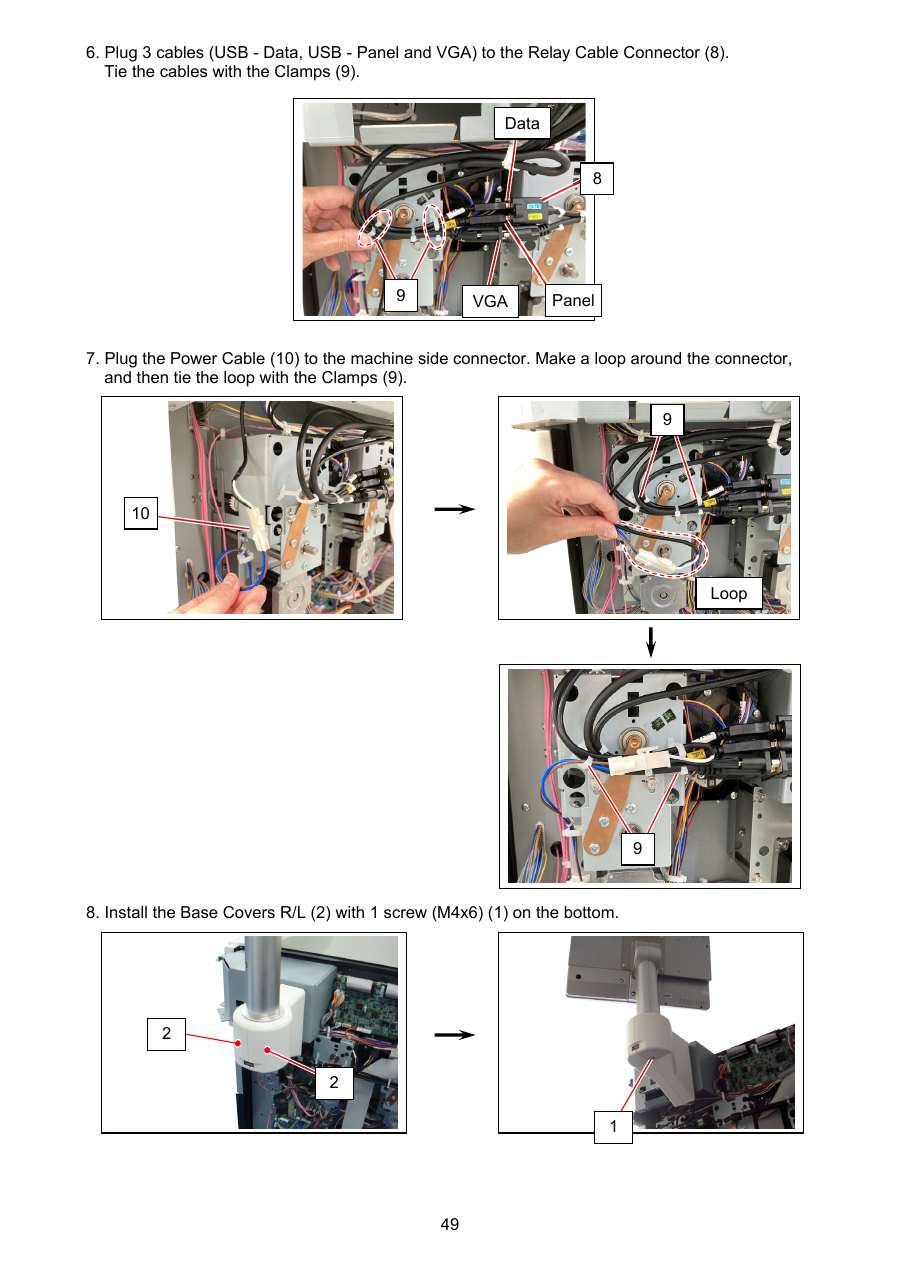 6. Plug 3 cables (USB - Data, USB - Panel and VGA) to the Relay Cable Connector (8).
Tie the cables with the Clamps (9).
Data
8
9
VGA
Panel
7. Plug the Power Cable (10) to the machine side connector. Make a loop around the connector,
and then tie the loop with the Clamps (9).
10
9
Loop
9
8. Install the Base Covers R/L (2) with 1 screw (M4x6) (1) on the bottom.
2
2
1
49